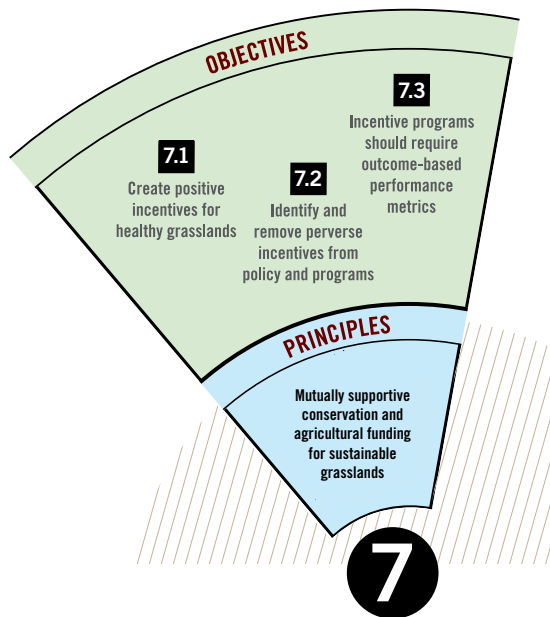 OBJECTIVES
7.1
Create positive
incentives for
healthy grasslands
7.2
Identify and
remove perverse
incentives from
policy and programs
7.3
Incentive programs
should require
outcome-based
performance
metrics
PRINCIPLES
Mutually supportive
conservation and
agricultural funding
for sustainable
grasslands
7